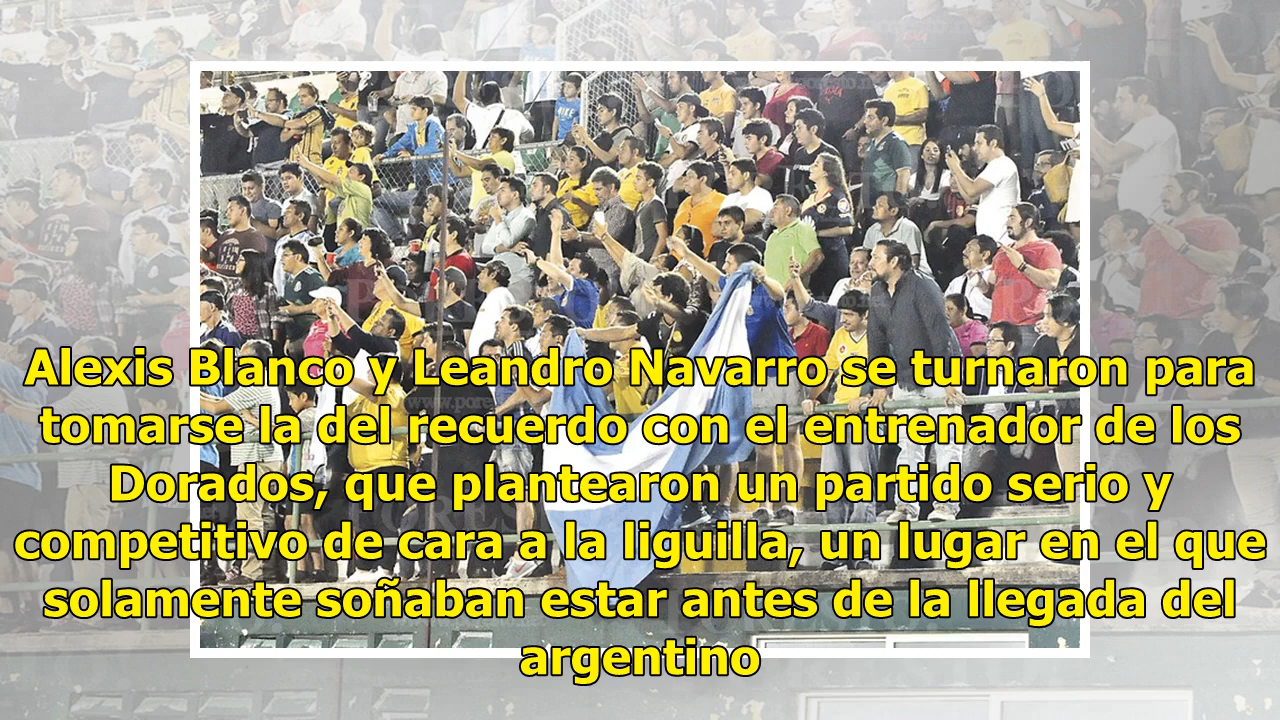 Alexis Blanco y Leandro Navarro se turnaron para
tomarse la del recuerdo con el entrenador de los
Dorados, que plantearon un partido serio y
competitivo de cara a la liguilla, un lugar en el que
solamente soñaban estar antes de la llegada del
argentino